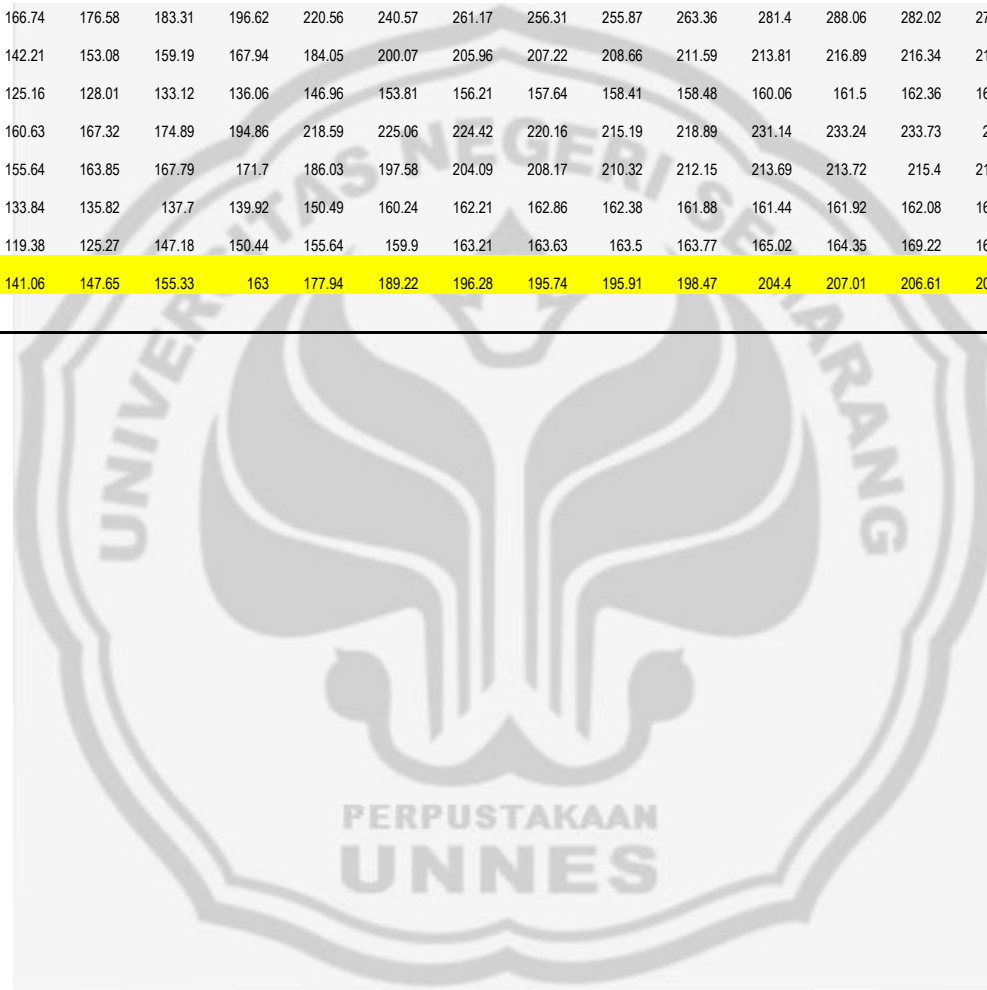 166.74 176.58 183.31 196.62 220.56 240.57 261.17 256.31 255.87 263.36 281.4 288.06 282.02
142.21 153.08 159.19 167.94 184.05 200.07 205.96 207.22 208.66 211.59 213.81 216.89 216.34
125.16 128.01 133.12 136.06 146.96 153.81 156.21 157.64 158.41 158.48 160.06 161.5 162.36
160.63 167.32 174.89 194.86 218.59 225.06 224.42 220.16 215.19 218.89 231.14 233.24 233.73
155.64 163.85 167.79 171.7 186.03 197.58 204.09 208.17 210.32 212.15 213.69 213.72 215.4
133.84 135.82 137.7 139.92 150.49 160.24 162.21 162.86 162.38 161.88 161.44 161.92 162.08
119.38 125.27 147.18 150.44 155.64 159.9 163.21 163.63 163.5 163.77 165.02 164.35 169.22
141.06 147.65 155.33 163 177.94 189.22 196.28 195.74 195.91 198.47 204.4 207.01 206.61
UNIVERSITAS NEGERI SEMARANG
PERPUSTAKAAN
UNNES